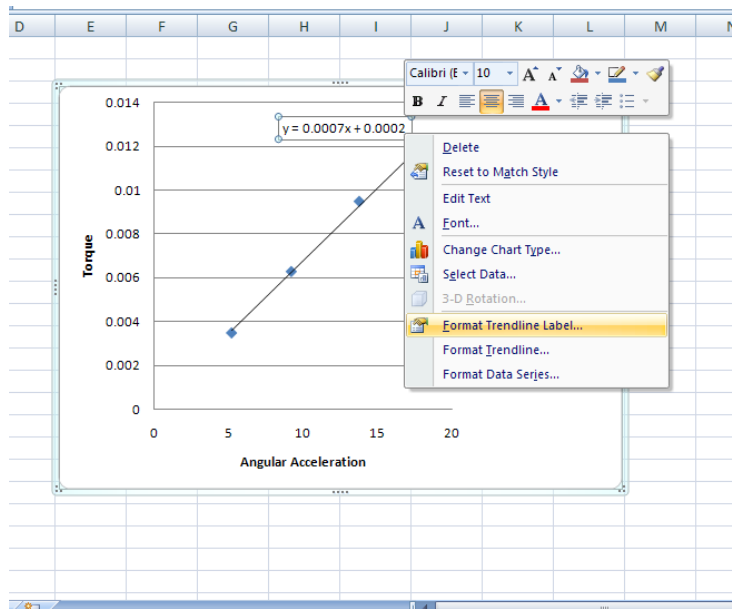 D E F G H I J K L M N
Calibri (E 10 A A
B I A
0.014
y = 0.0007x + 0.0002
0.012
Delete
Reset to Match Style
0.01
Edit Text
A Font...
0.008
Change Chart Type...
Torque
Select Data...
0.006
3-D Rotation...
0.004
Format Trendline Label...
Format Trendline...
0.002
Format Data Series...
0
0 5 10 15 20
Angular Acceleration